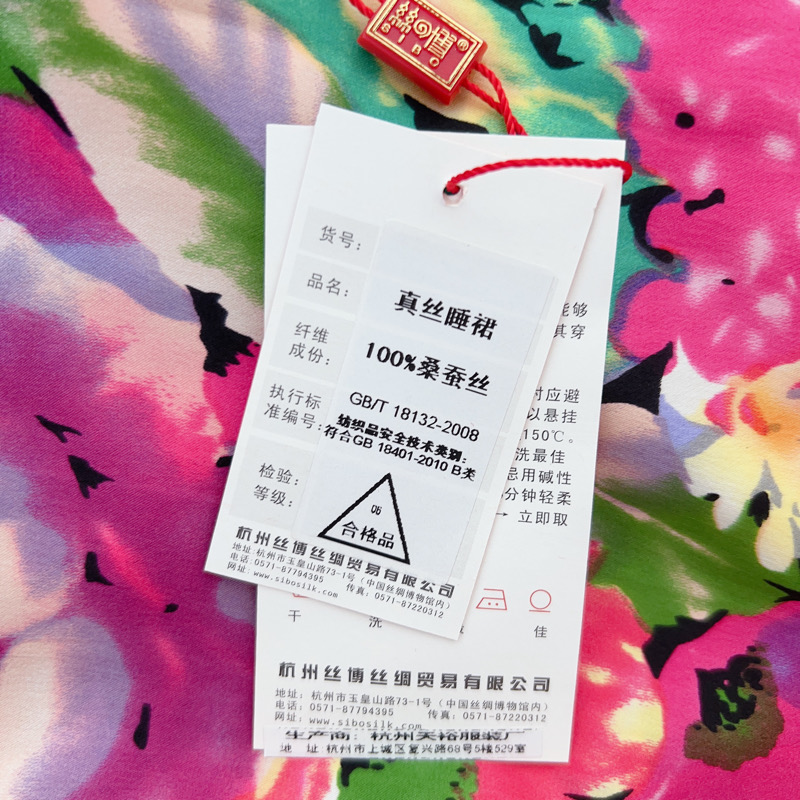 絲博®
SIBO
货号:
品名:
真丝睡裙
纤维
成份:
100%桑蚕丝
执行标
准编号:
GB/T 18132-2008
纺织品安全技术类别:
符合GB 18401-2010 B类
检验:
等级:
06
合格品
杭州丝博丝绸贸易有限公司
地址:杭州市玉皇山路73-1号(中国丝绸博物馆内)
电话:0571-87794395 传真:0571-87220312
网址:www.sibosilk.com
能够
其穿
对应避
以悬挂
150℃。
洗最佳
忌用碱性
分钟轻柔
→ 立即取
干 洗 佳
杭州丝博丝绸贸易有限公司
地址:杭州市玉皇山路73-1号(中国丝绸博物馆内)
电话:0571-87794395 传真:0571-87220312
网址:www.sibosilk.com
生产商:杭州芙裕服装厂
地 址:杭州市上城区复兴路68号5楼529室